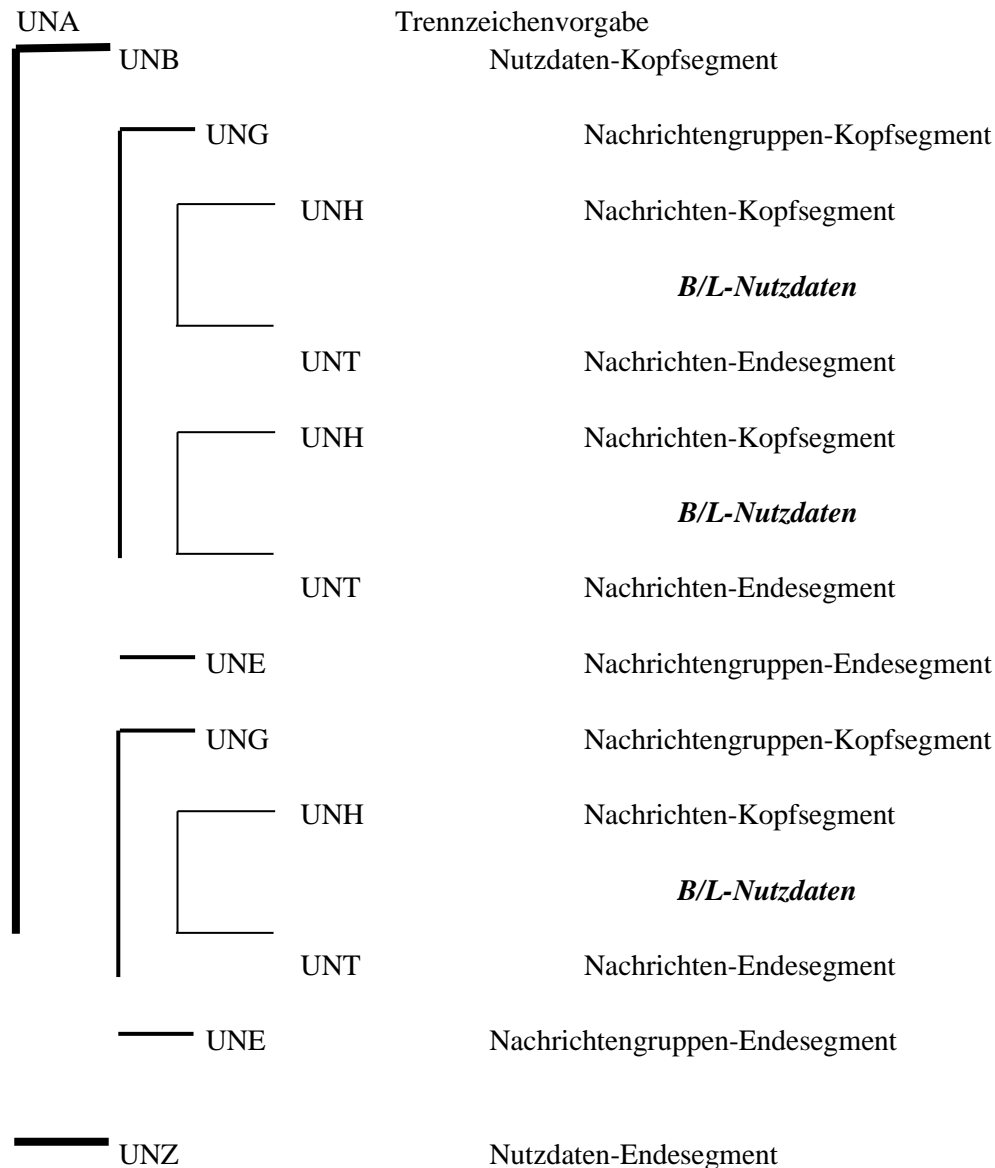 UNA Trennzeichenvorgabe
UNB Nutzdaten-Kopfsegment
UNG Nachrichtengruppen-Kopfsegment
UNH Nachrichten-Kopfsegment
B/L-Nutzdaten
UNT Nachrichten-Endesegment
UNH Nachrichten-Kopfsegment
B/L-Nutzdaten
UNT Nachrichten-Endesegment
UNE Nachrichtengruppen-Endesegment
UNG Nachrichtengruppen-Kopfsegment
UNH Nachrichten-Kopfsegment
B/L-Nutzdaten
UNT Nachrichten-Endesegment
UNE Nachrichtengruppen-Endesegment
UNZ Nutzdaten-Endesegment